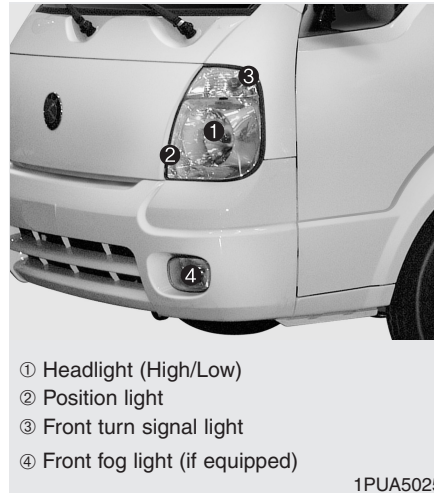 3
1
2
4
① Headlight (High/Low)
② Position light
③ Front turn signal light
④ Front fog light (if equipped)
1PUA5025